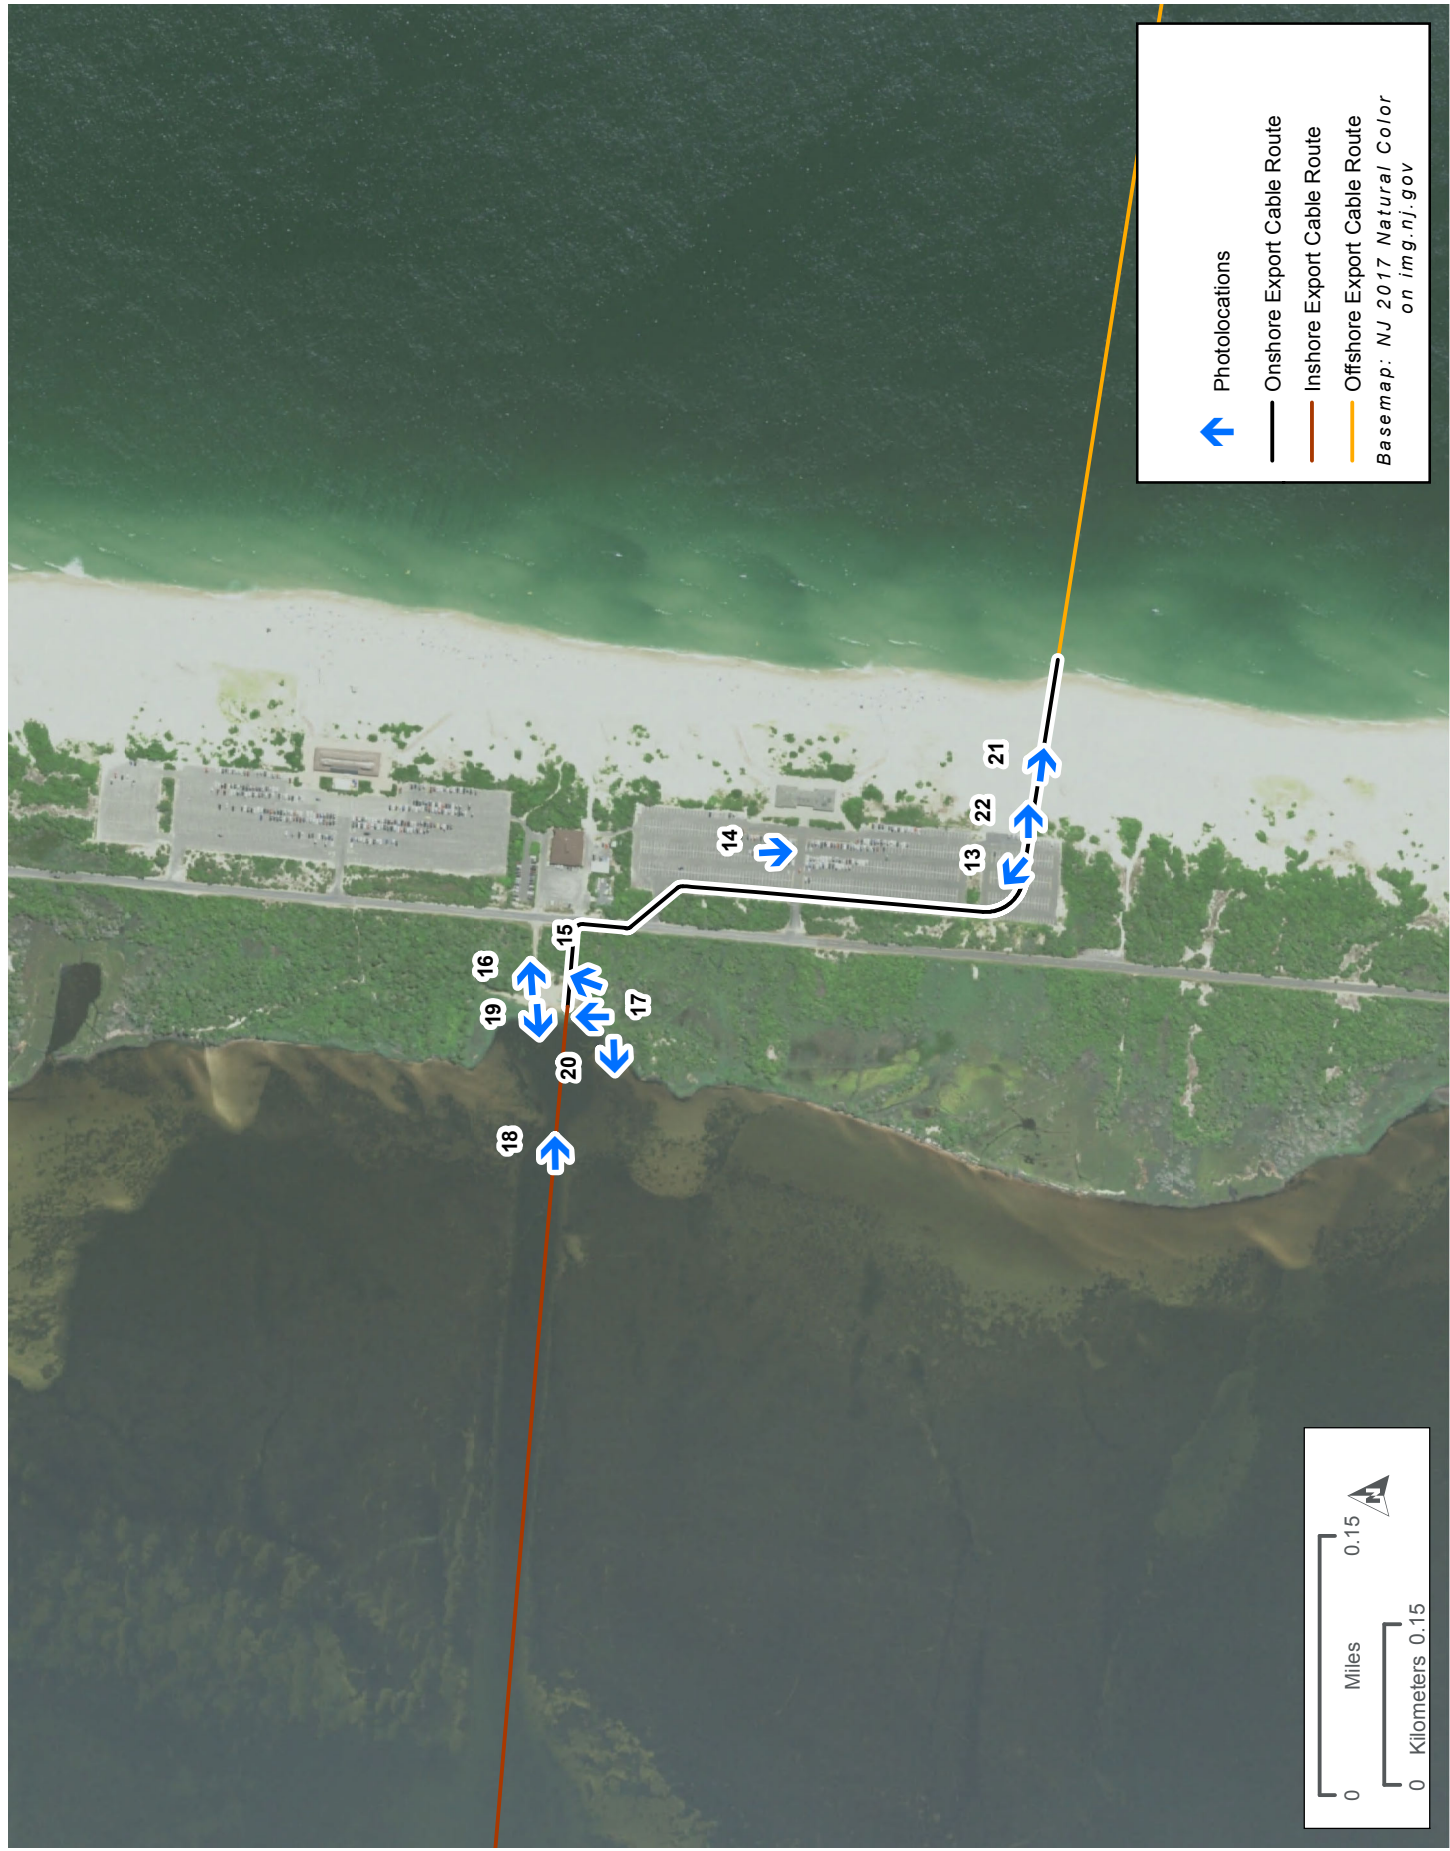 Photolocations
Onshore Export Cable Route
Inshore Export Cable Route
Offshore Export Cable Route
Basemap: NJ 2017 Natural Color
on img.nj.gov
18
20
19
16
17
15
13
14
22
21
0 Miles 0.15
N
0 Kilometers 0.15